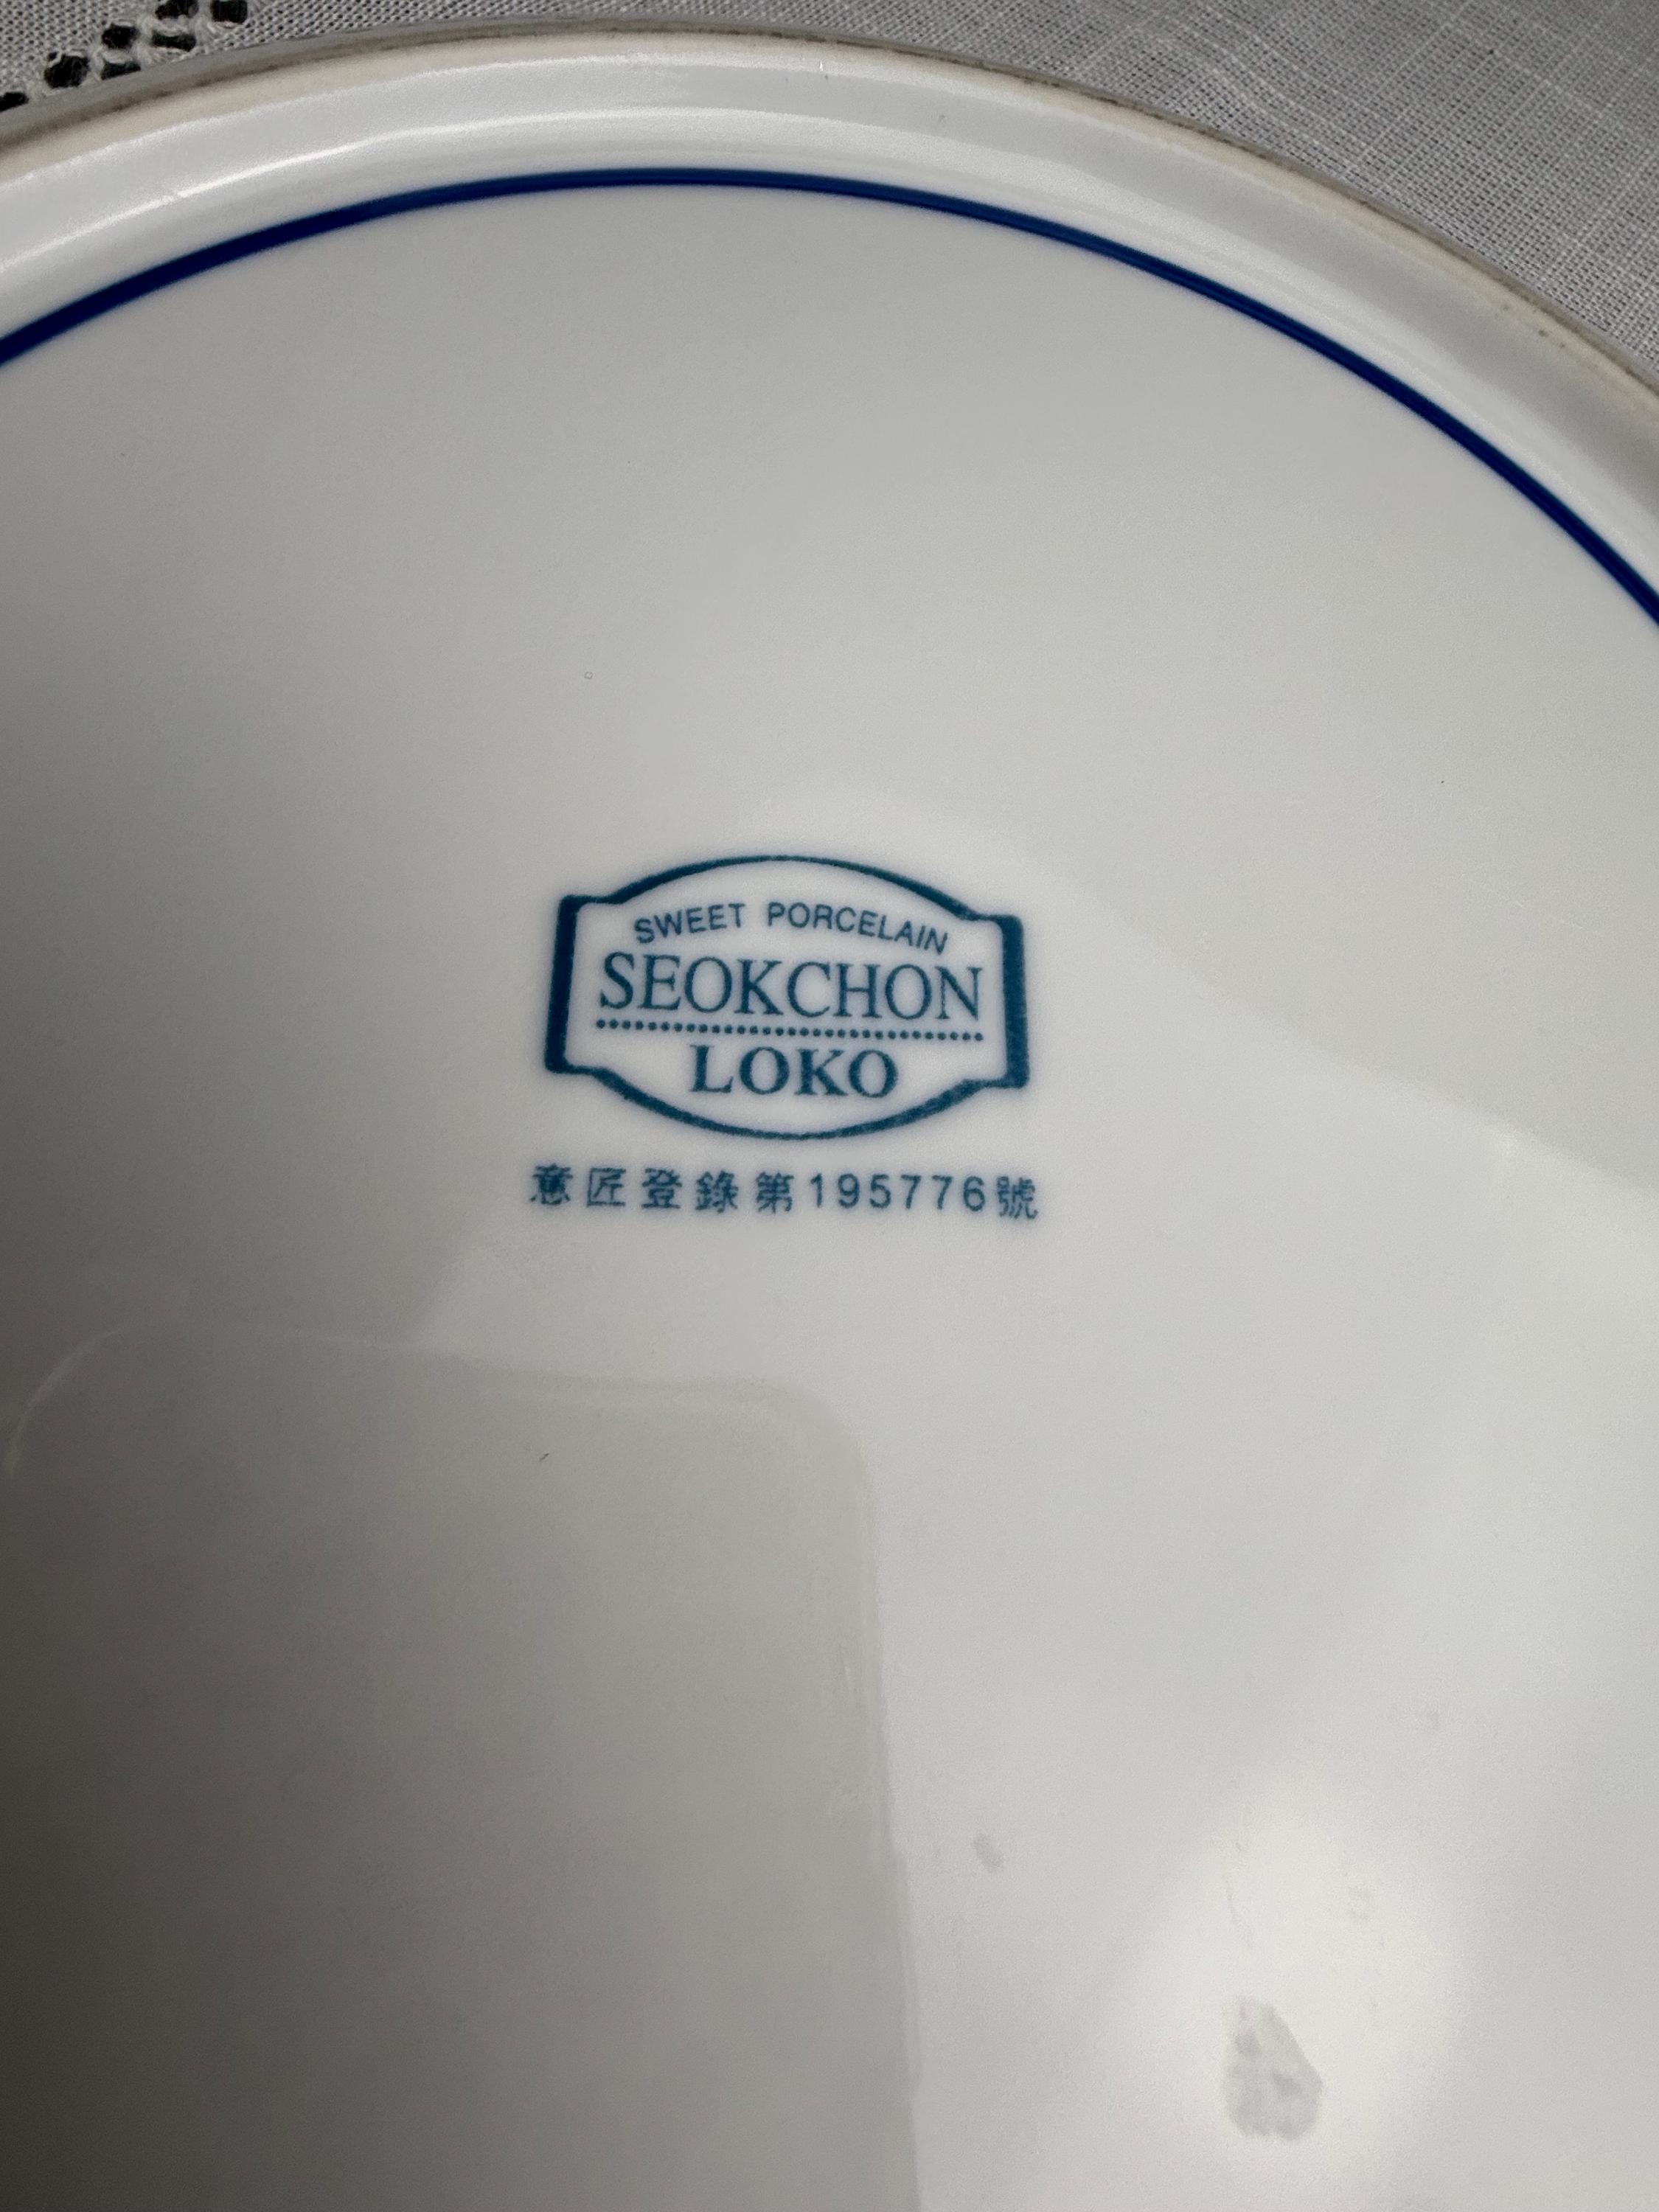 SWEET PORCELAIN
SEOKCHON
LOKO
意匠登錄第195776號